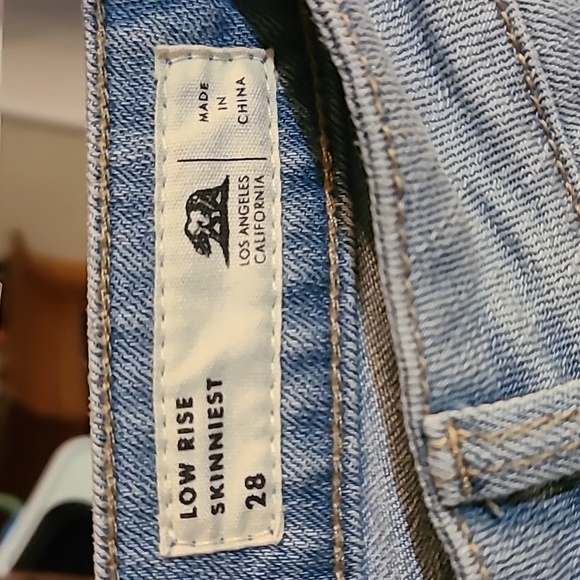 LOW RISE
SKINNIEST
28
LOS ANGELES
CALIFORNIA
MADE
IN
CHINA